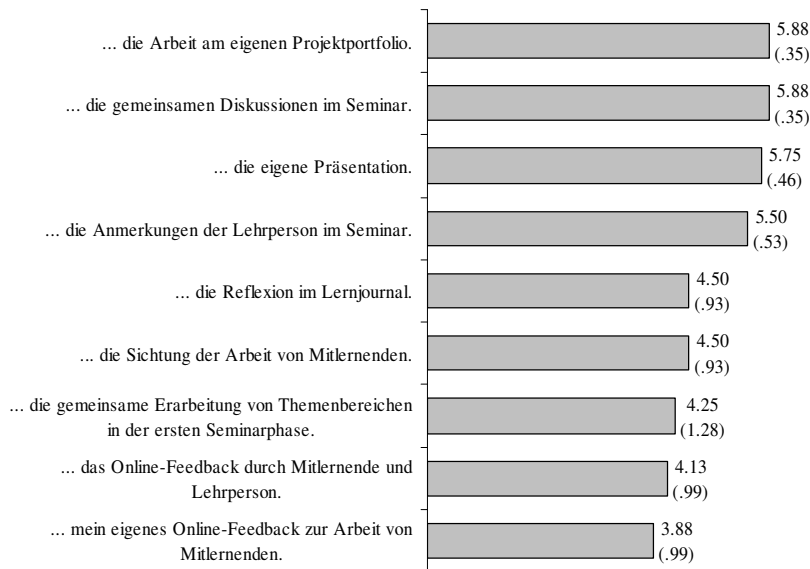 ... die Arbeit am eigenen Projektportfolio.
5.88
(.35)
... die gemeinsamen Diskussionen im Seminar.
5.88
(.35)
... die eigene Präsentation.
5.75
(.46)
... die Anmerkungen der Lehrperson im Seminar.
5.50
(.53)
... die Reflexion im Lernjournal.
4.50
(.93)
... die Sichtung der Arbeit von Mitlernenden.
4.50
(.93)
... die gemeinsame Erarbeitung von Themenbereichen
in der ersten Seminarphase.
4.25
(1.28)
... das Online-Feedback durch Mitlernende und
Lehrperson.
4.13
(.99)
... mein eigenes Online-Feedback zur Arbeit von
Mitlernenden.
3.88
(.99)